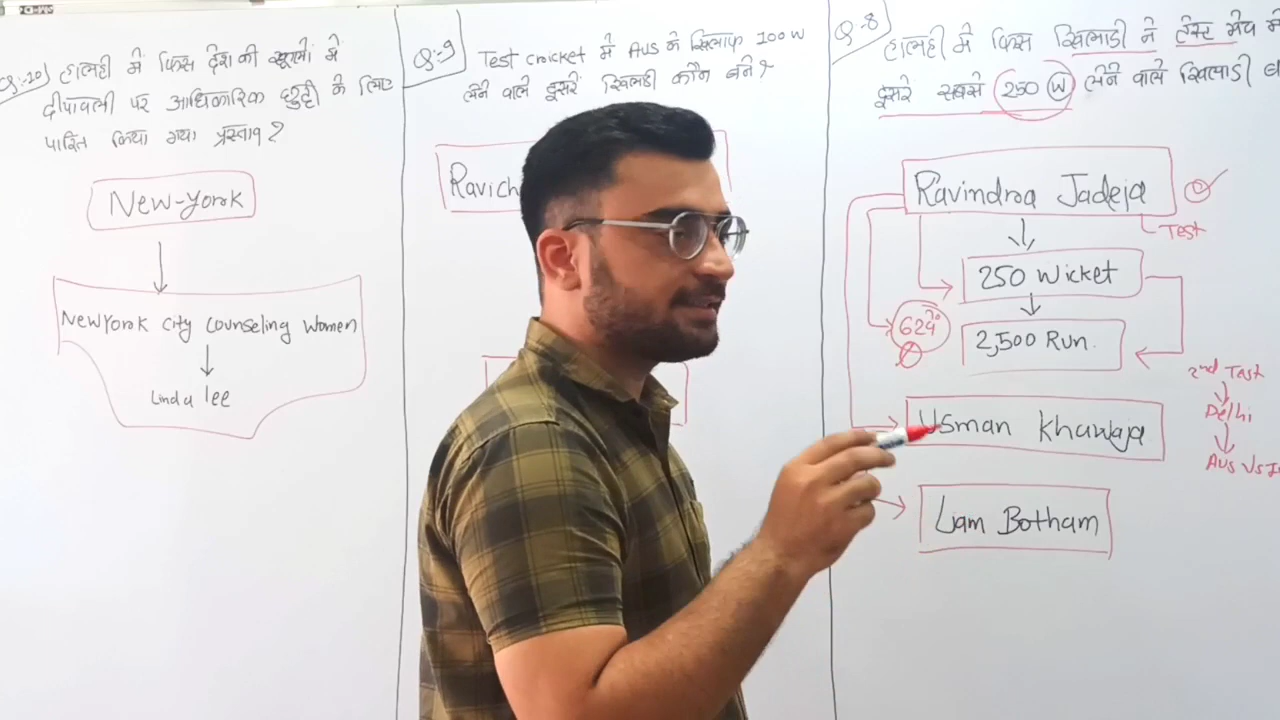 Q:-10) हालही में किस देश की स्कूलों में
दीपावली पर आधिकारिक छुट्टी के लिए
पारित किया गया प्रस्ताव?
New-York
NewYork city counseling Women
Linda lee
Q:-9
Test cricket में AUS के खिलाफ 100 W
लेने वाले दूसरे खिलाडी कौन बने?
Ravich
Q-8
हालही में किस खिलाडी ने टेस्ट मैच में
दूसरे सबसे 250 W लेने वाले खिलाडी ब
Ravindra Jadeja
Test
250 Wicket
62वां
2,500 Run.
2nd Test
Delhi
Aus Vs I
Usman Khawaja
Liam Botham